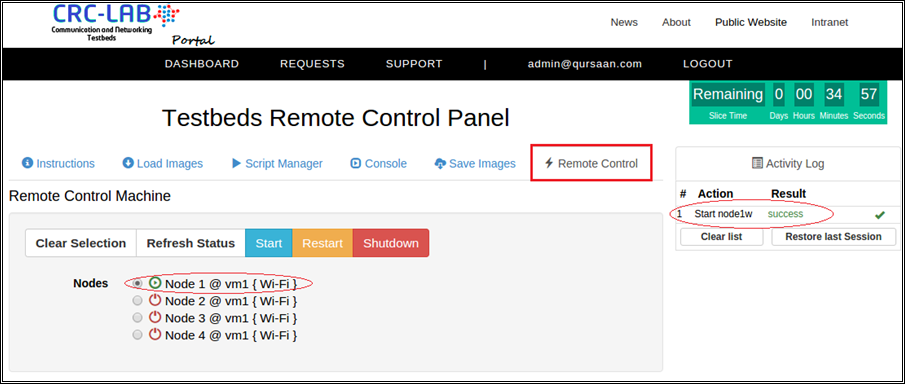 CRC-LAB
Communication and Networking
Testbeds
Portal
News About Public Website Intranet
DASHBOARD REQUESTS SUPPORT | admin@qursaan.com LOGOUT
Remaining 0 00 34 57
Slice Time Days Hours Minutes Seconds
Testbeds Remote Control Panel
Instructions Load Images Script Manager Console Save Images Remote Control
Remote Control Machine
Clear Selection Refresh Status Start Restart Shutdown
Nodes Node 1 @ vm1 { Wi-Fi }
Node 2 @ vm1 { Wi-Fi }
Node 3 @ vm1 { Wi-Fi }
Node 4 @ vm1 { Wi-Fi }
Activity Log
# Action Result
1 Start node1w success
Clear list Restore last Session